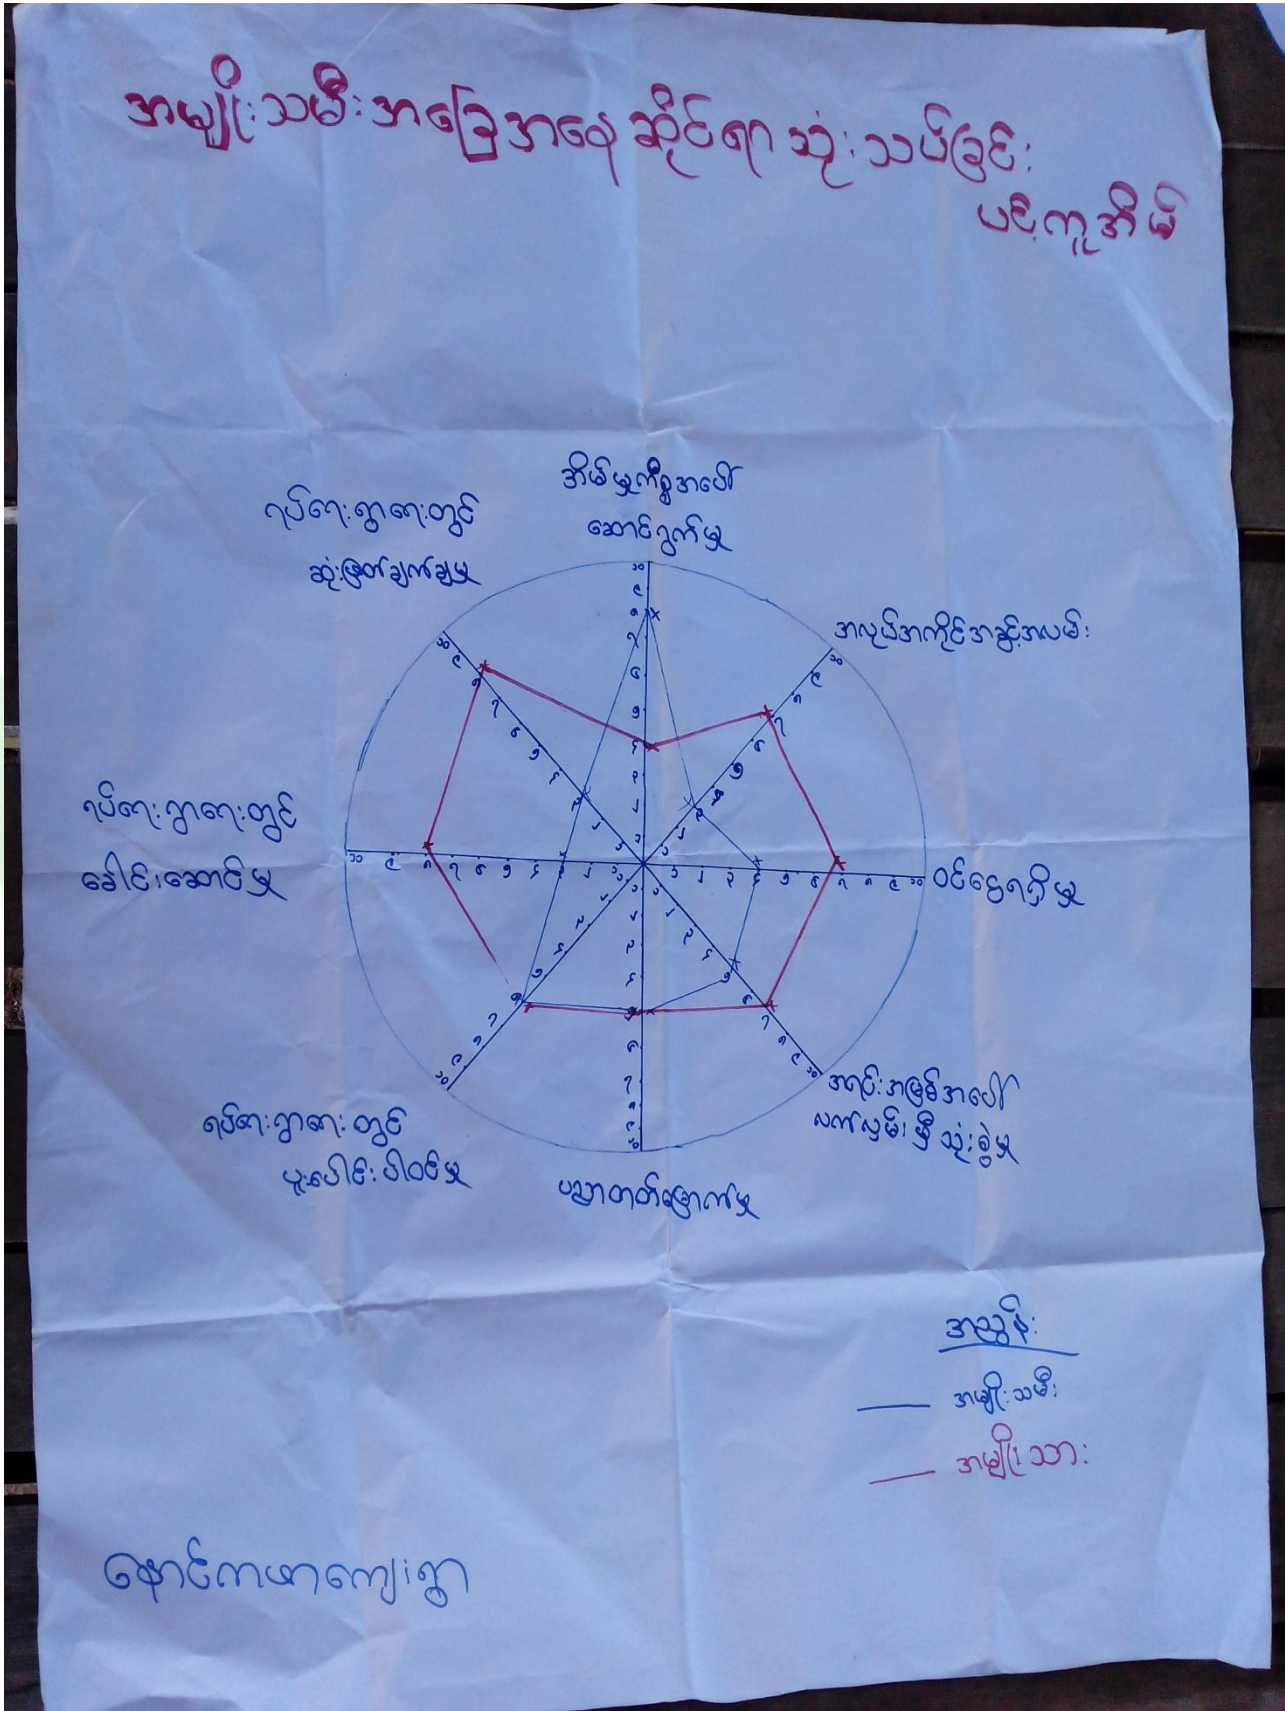 အမျိုးသမီးအခြေအနေ ဆိုင်ရာ သုံးသပ်ခြင်း
ပင့်ကူအိမ်
အိမ်မှုကိစ္စအပေါ်
ဆောင်ရွက်မှု
ရပ်ရေးရွာရေးတွင်
ဆုံးဖြတ်ချက်ချမှု
အလုပ်အကိုင်အခွင့်အလမ်း
ရပ်ရေးရွာရေးတွင်
ခေါင်းဆောင်မှု
ဝင်ငွေရရှိမှု
အရင်းအမြစ်အပေါ်
လက်လှမ်းမှီ သုံးစွဲမှု
ရပ်ရေးရွာရေးတွင်
ပူးပေါင်းပါဝင်မှု
ပညာတတ်မြောက်မှု
အညွှန်း
အမျိုးသမီး
အမျိုးသား
နောင်ကယာကျေးရွာ